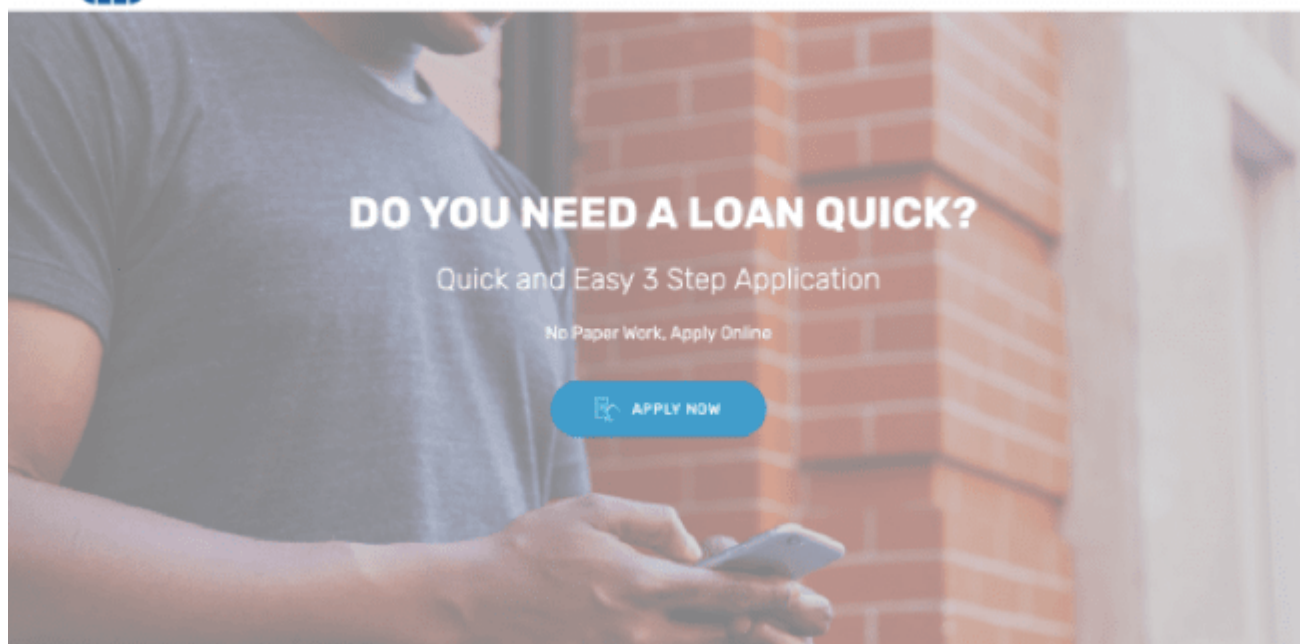 DO YOU NEED A LOAN QUICK?
Quick and Easy 3 Step Application
No Paper Work, Apply Online
APPLY NOW